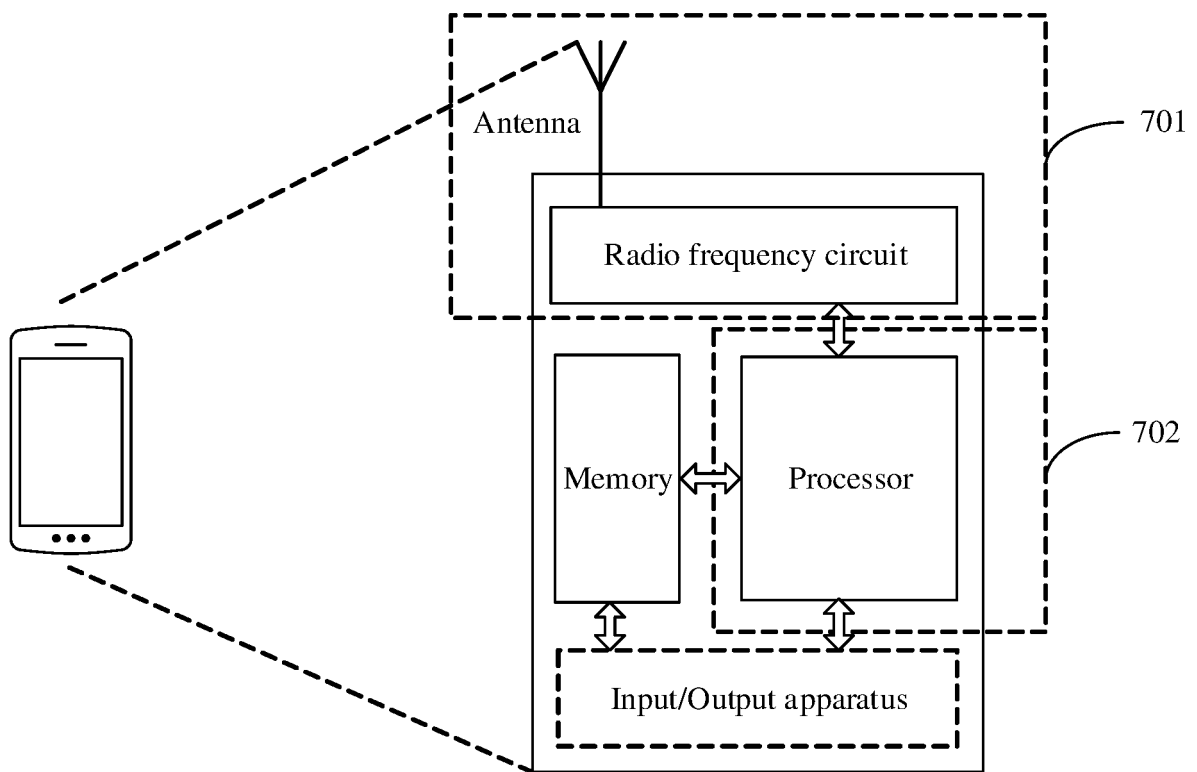 Antenna
701
Radio frequency circuit
Memory
Processor
702
Input/Output apparatus